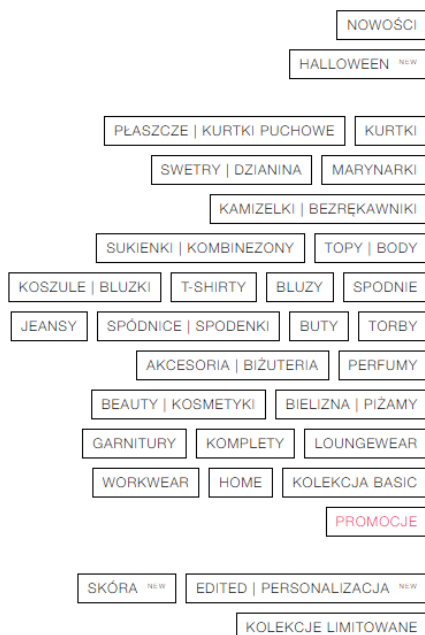 NOWOŚCI
HALLOWEEN NEW
PŁASZCZE | KURTKI PUCHOWE KURTKI
SWETRY | DZIANINA MARYNARKI
KAMIZELKI | BEZRĘKAWNIKI
SUKIENKI | KOMBINEZONY TOPY | BODY
KOSZULE | BLUZKI T-SHIRTY BLUZY SPODNIE
JEANSY SPÓDNICE | SPODENKI BUTY TORBY
AKCESORIA | BIŻUTERIA PERFUMY
BEAUTY | KOSMETYKI BIELIZNA | PIŻAMY
GARNITURY KOMPLETY LOUNGEWEAR
WORKWEAR HOME KOLEKCJA BASIC
PROMOCJE
SKÓRA NEW EDITED | PERSONALIZACJA NEW
KOLEKCJE LIMITOWANE